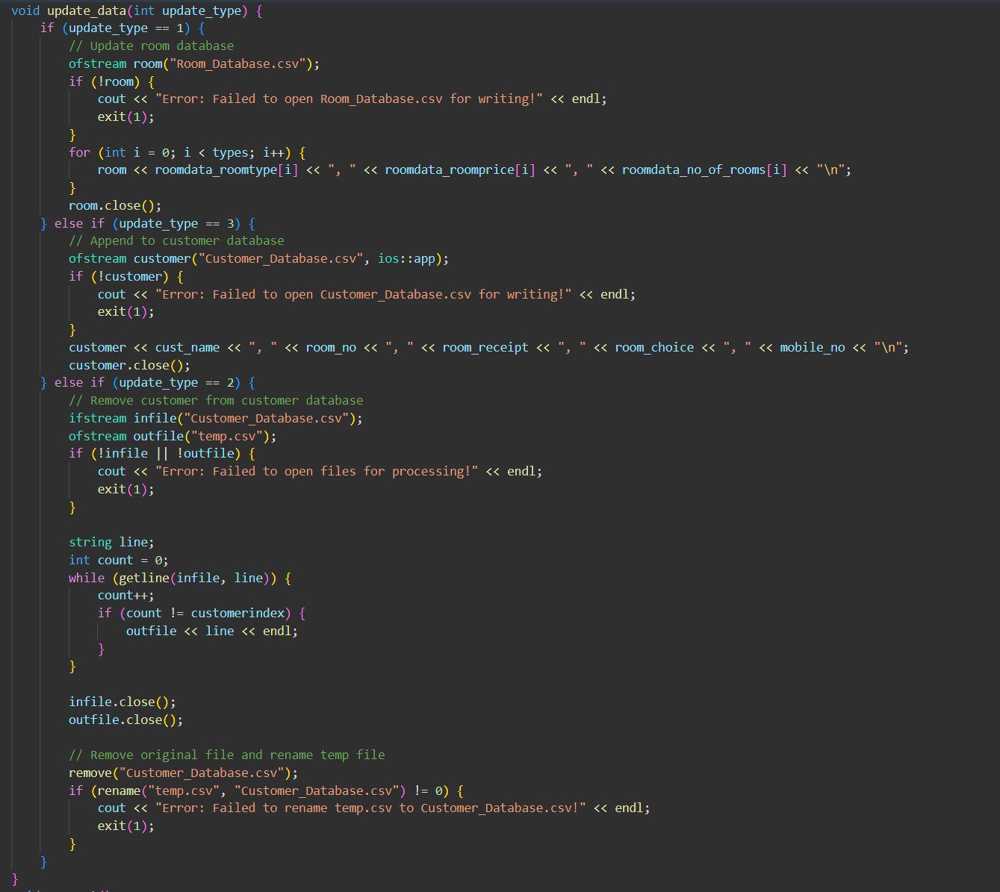 void update_data(int update_type) {
    if (update_type == 1) {
        // Update room database
        ofstream room("Room_Database.csv");
        if (!room) {
            cout << "Error: Failed to open Room_Database.csv for writing!" << endl;
            exit(1);
        }
        for (int i = 0; i < types; i++) {
            room << roomdata_roomtype[i] << ", " << roomdata_roomprice[i] << ", " << roomdata_no_of_rooms[i] << "\n";
        }
        room.close();
    } else if (update_type == 3) {
        // Append to customer database
        ofstream customer("Customer_Database.csv", ios::app);
        if (!customer) {
            cout << "Error: Failed to open Customer_Database.csv for writing!" << endl;
            exit(1);
        }
        customer << cust_name << ", " << room_no << ", " << room_receipt << ", " << room_choice << ", " << mobile_no << "\n";
        customer.close();
    } else if (update_type == 2) {
        // Remove customer from customer database
        ifstream infile("Customer_Database.csv");
        ofstream outfile("temp.csv");
        if (!infile || !outfile) {
            cout << "Error: Failed to open files for processing!" << endl;
            exit(1);
        }

        string line;
        int count = 0;
        while (getline(infile, line)) {
            count++;
            if (count != customerindex) {
                outfile << line << endl;
            }
        }

        infile.close();
        outfile.close();

        // Remove original file and rename temp file
        remove("Customer_Database.csv");
        if (rename("temp.csv", "Customer_Database.csv") != 0) {
            cout << "Error: Failed to rename temp.csv to Customer_Database.csv!" << endl;
            exit(1);
        }
    }
}